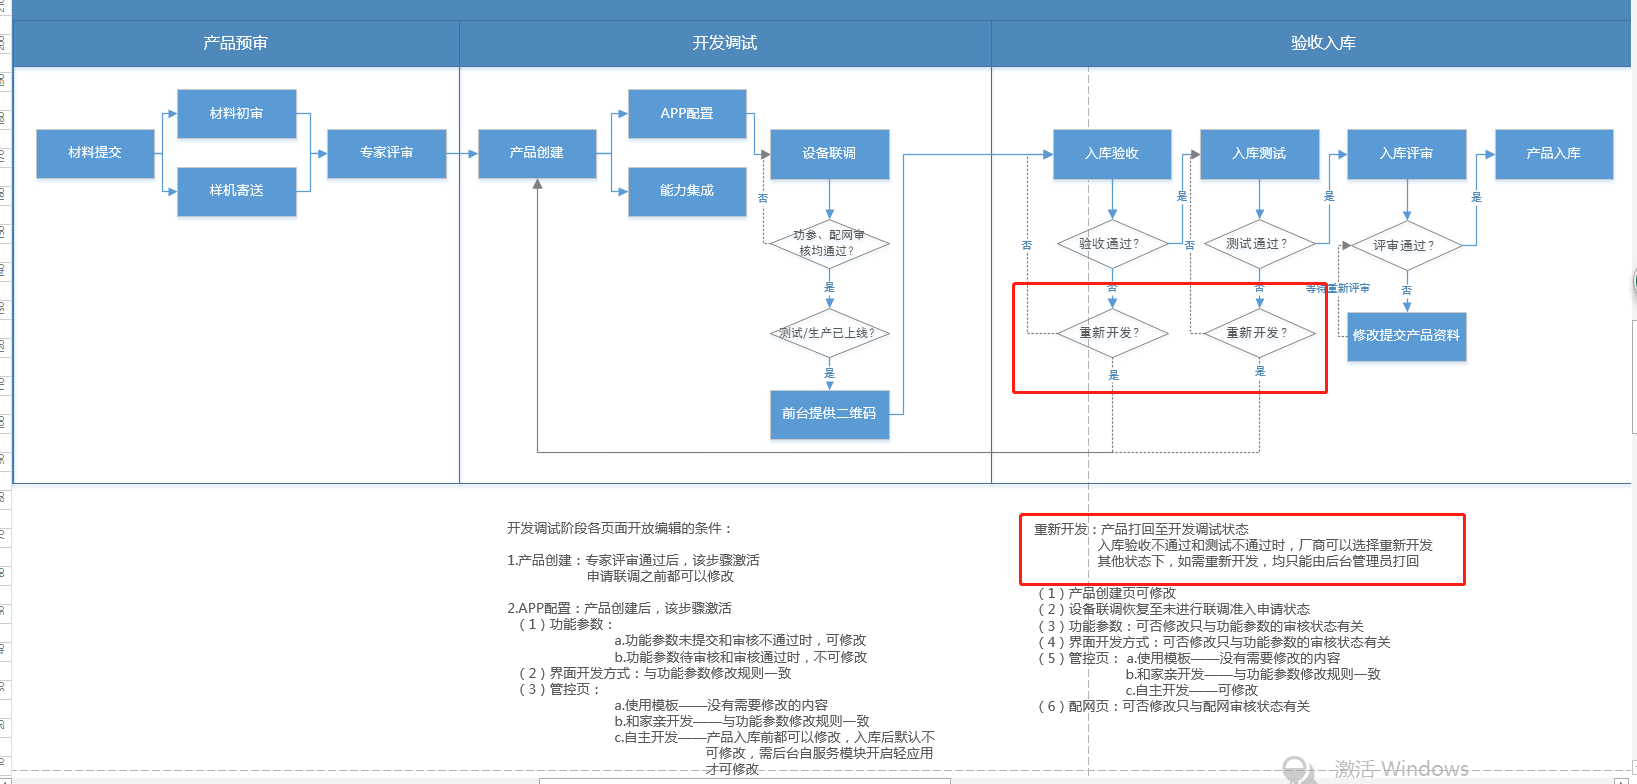 产品预审
开发调试
验收入库
材料提交
材料初审
样机寄送
专家评审
产品创建
APP配置
能力集成
设备联调
否
功参、配网审
核均通过?
是
测试/生产已上线?
是
前台提供二维码
入库验收
入库测试
入库评审
产品入库
是
是
是
否
验收通过?
否
测试通过?
评审通过?
否
否
等待重新评审
否
重新开发?
重新开发?
修改提交产品资料
是
是
开发调试阶段各页面开放编辑的条件：
1.产品创建：专家评审通过后，该步骤激活
申请联调之前都可以修改
2.APP配置：产品创建后，该步骤激活
（1）功能参数：
a.功能参数未提交和审核不通过时，可修改
b.功能参数待审核和审核通过时，不可修改
（2）界面开发方式：与功能参数修改规则一致
（3）管控页：
a.使用模板——没有需要修改的内容
b.和家亲开发——与功能参数修改规则一致
c.自主开发——产品入库前都可以修改，入库后默认不
可修改，需后台自服务模块开启轻应用
才可修改
重新开发：产品打回至开发调试状态
入库验收不通过和测试不通过时，厂商可以选择重新开发
其他状态下，如需重新开发，均只能由后台管理员打回
（1）产品创建页可修改
（2）设备联调恢复至未进行联调准入申请状态
（3）功能参数：可否修改只与功能参数的审核状态有关
（4）界面开发方式：可否修改只与功能参数的审核状态有关
（5）管控页： a.使用模板——没有需要修改的内容
b.和家亲开发——与功能参数修改规则一致
c.自主开发——可修改
（6）配网页：可否修改只与配网审核状态有关
激活 Windows